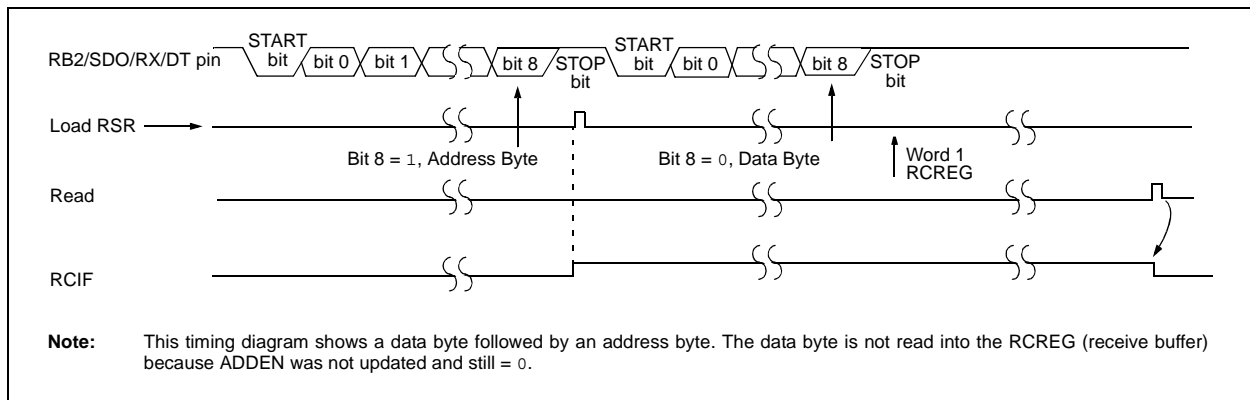 RB2/SDO/RX/DT pin
START
bit
bit 0
bit 1
bit 8
STOP
bit
START
bit
bit 0
bit 8
STOP
bit
Load RSR
Bit 8 = 1, Address Byte
Bit 8 = 0, Data Byte
Word 1
RCREG
Read
RCIF
Note: This timing diagram shows a data byte followed by an address byte. The data byte is not read into the RCREG (receive buffer)
because ADDEN was not updated and still = 0.